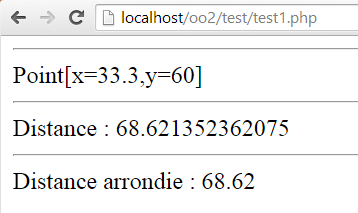 localhost/oo2/test/test1.php
Point[x=33.3,y=60]
Distance : 68.621352362075
Distance arrondie : 68.62